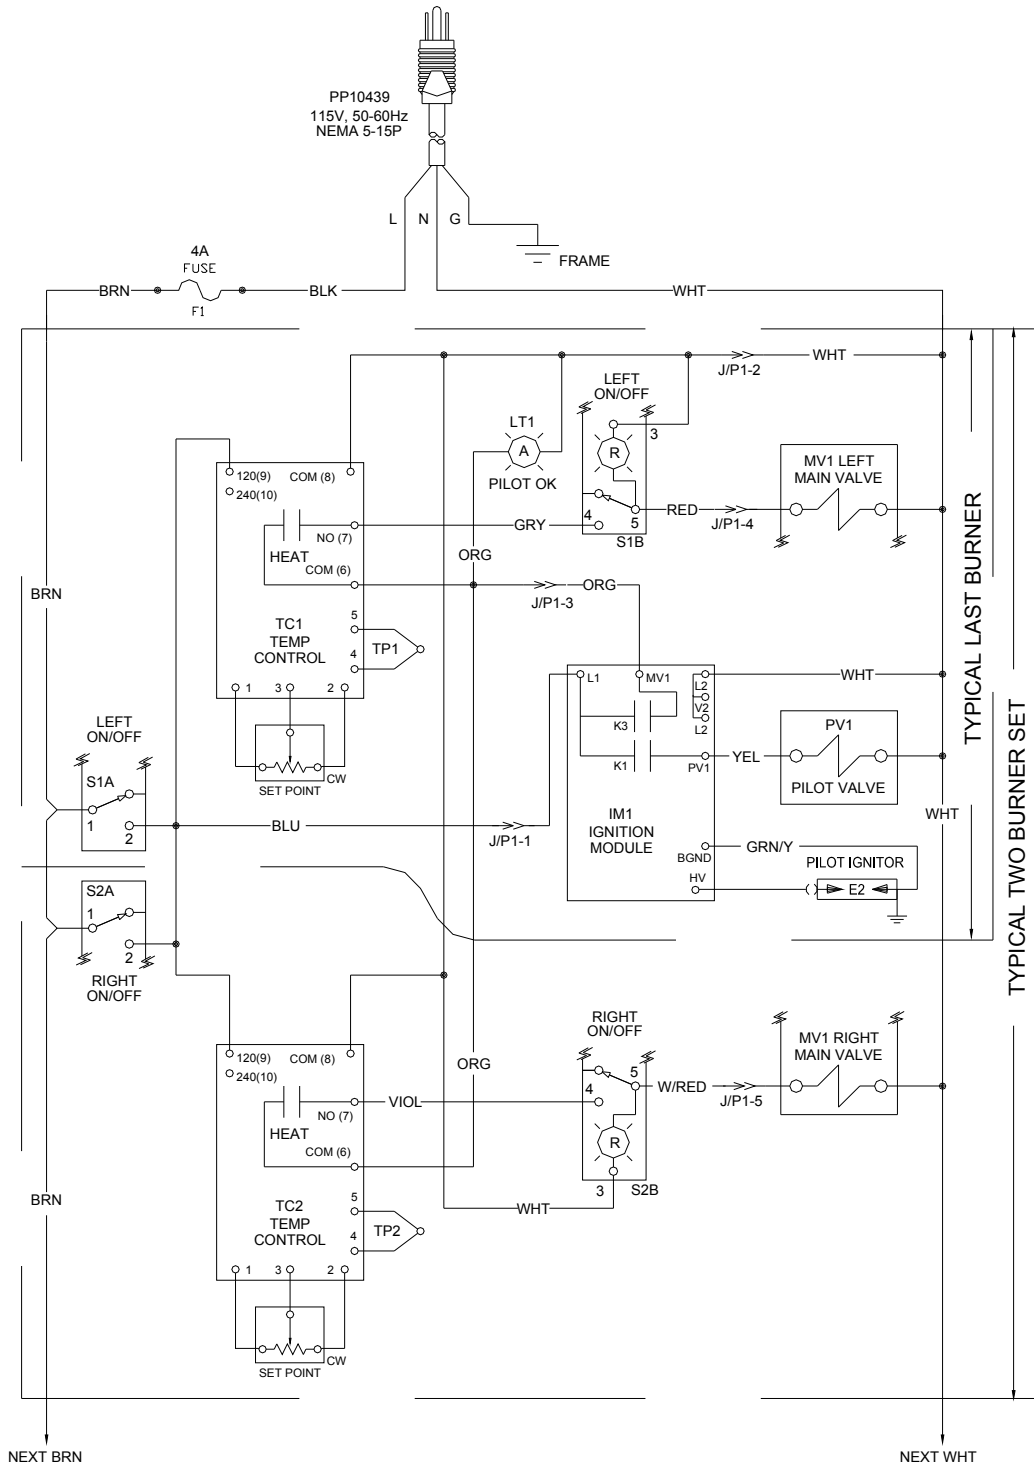 PP10439
115V, 50-60Hz
NEMA 5-15P
L N G
FRAME
4A
FUSE
F1
BRN
BLK
WHT
J/P1-2
WHT
LEFT
ON/OFF
3
R
4
5
S1B
LT1
A
PILOT OK
RED
J/P1-4
MV1 LEFT
MAIN VALVE
120(9)
COM (8)
240(10)
HEAT
NO (7)
COM (6)
GRY
ORG
J/P1-3
ORG
BRN
TC1
TEMP
CONTROL
5
4
TP1
1 3 2
CW
SET POINT
L1
MV1
L2
V2
L2
K3
K1
PV1
IM1
IGNITION
MODULE
BGND
HV
WHT
YEL
PV1
PILOT VALVE
WHT
GRN/Y
PILOT IGNITOR
E2
LEFT
ON/OFF
S1A
1
2
BLU
J/P1-1
S2A
1
2
RIGHT
ON/OFF
TYPICAL LAST BURNER
TYPICAL TWO BURNER SET
120(9)
COM (8)
240(10)
HEAT
NO (7)
COM (6)
VIOL
ORG
RIGHT
ON/OFF
5
4
R
3
S2B
W/RED
J/P1-5
MV1 RIGHT
MAIN VALVE
BRN
TC2
TEMP
CONTROL
5
4
TP2
WHT
1 3 2
CW
SET POINT
NEXT BRN
NEXT WHT